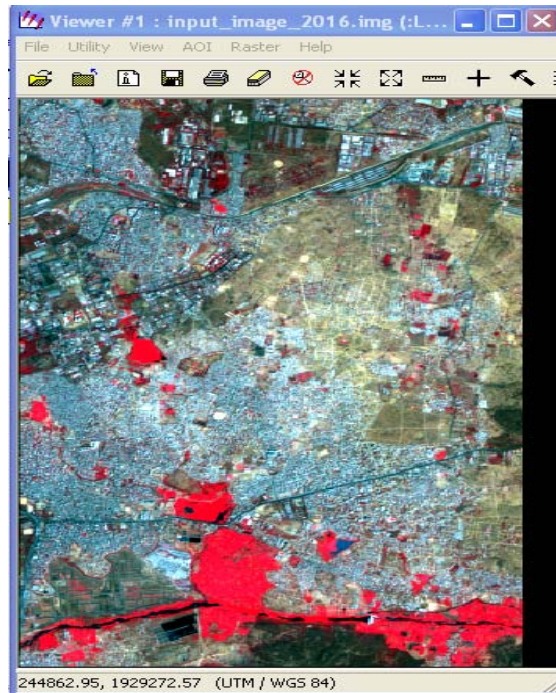 Viewer #1 : input_image_2016.img (:L...
File Utility View AOI Raster Help
244862.95, 1929272.57 (UTM / WGS 84)